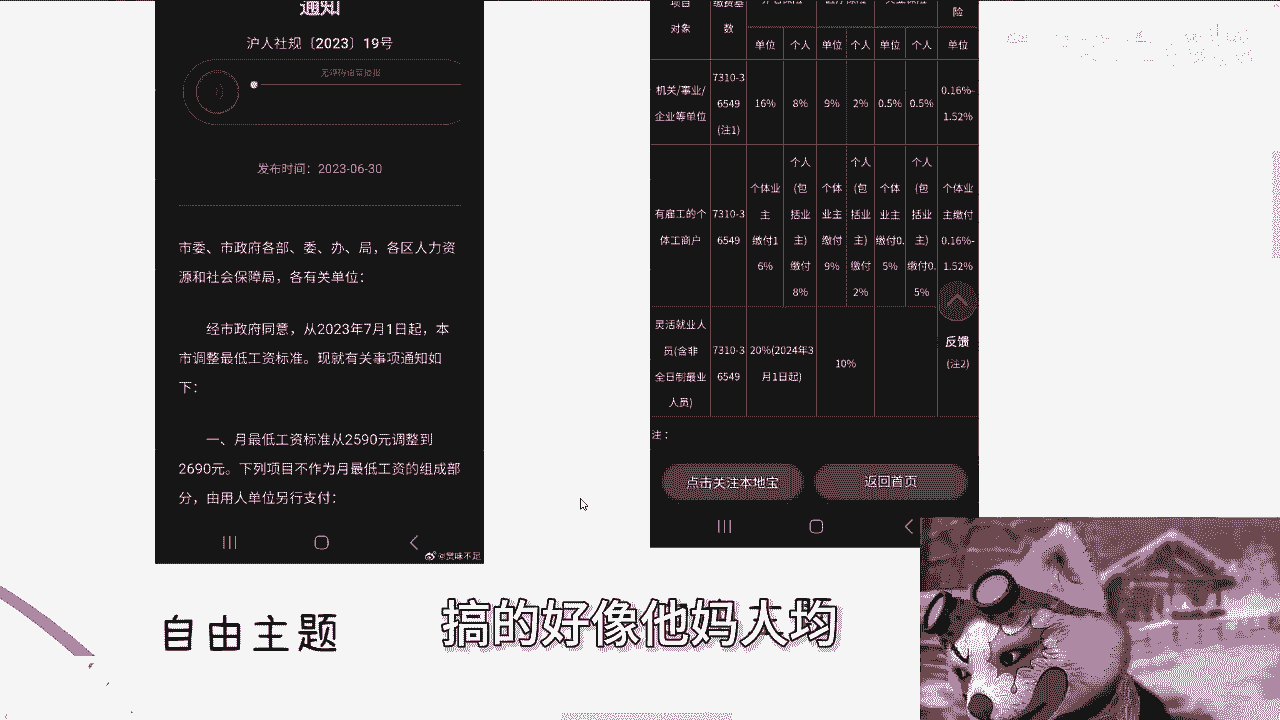 通知
沪人社规〔2023〕19号
无障碍语音播报
发布时间：2023-06-30
市委、市政府各部、委、办、局，各区人力资
源和社会保障局，各有关单位：
经市政府同意，从2023年7月1日起，本
市调整最低工资标准。现就有关事项通知如
下：
一、月最低工资标准从2590元调整到
2690元。下列项目不作为月最低工资的组成部
分，由用人单位另行支付：
项目
对象
缴费基
数
险
单位 个人 单位 个人 单位 个人 单位
机关/事业/
企业等单位
7310-3
6549
(注1)
16% 8% 9% 2% 0.5% 0.5%
0.16%-
1.52%
有雇工的个
体工商户
7310-3
6549
个体业
主
缴付1
6%
个人
(包
括业
主)
缴付
8%
个体
业主
缴付
9%
个人
(包
括业
主)
缴付
2%
个体
业主
缴付0.
5%
个人
(包
括业
主)
缴付0.
5%
个体业
主缴付
0.16%-
1.52%
灵活就业人
员(含非
全日制就业
人员)
7310-3
6549
20%(2024年3
月1日起)
10%
反馈
(注2)
注：
点击关注本地宝
返回首页
自由主题
搞的好像他妈人均